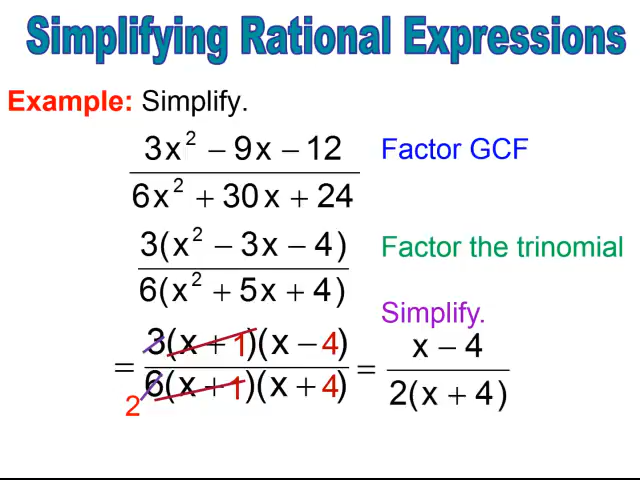 Simplifying Rational Expressions
Example: Simplify.
3x² − 9x − 12
6x² + 30x + 24
Factor GCF
3(x² − 3x − 4)
6(x² + 5x + 4)
Factor the trinomial
Simplify.
= 3(x + 1)(x − 4)
6(x + 1)(x + 4)
2
= x − 4
2(x + 4)